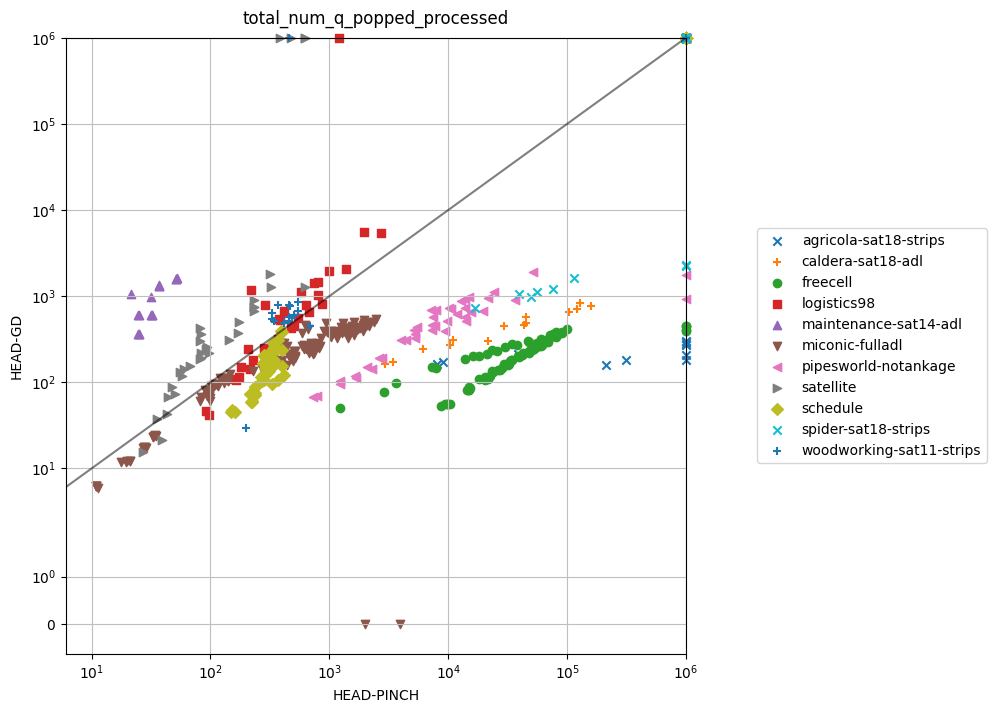 total_num_q_popped_processed
HEAD-GD
10^6
10^5
10^4
10^3
10^2
10^1
10^0
0
10^1
10^2
10^3
10^4
10^5
10^6
HEAD-PINCH
agricola-sat18-strips
caldera-sat18-adl
freecell
logistics98
maintenance-sat14-adl
miconic-fulladl
pipesworld-notankage
satellite
schedule
spider-sat18-strips
woodworking-sat11-strips